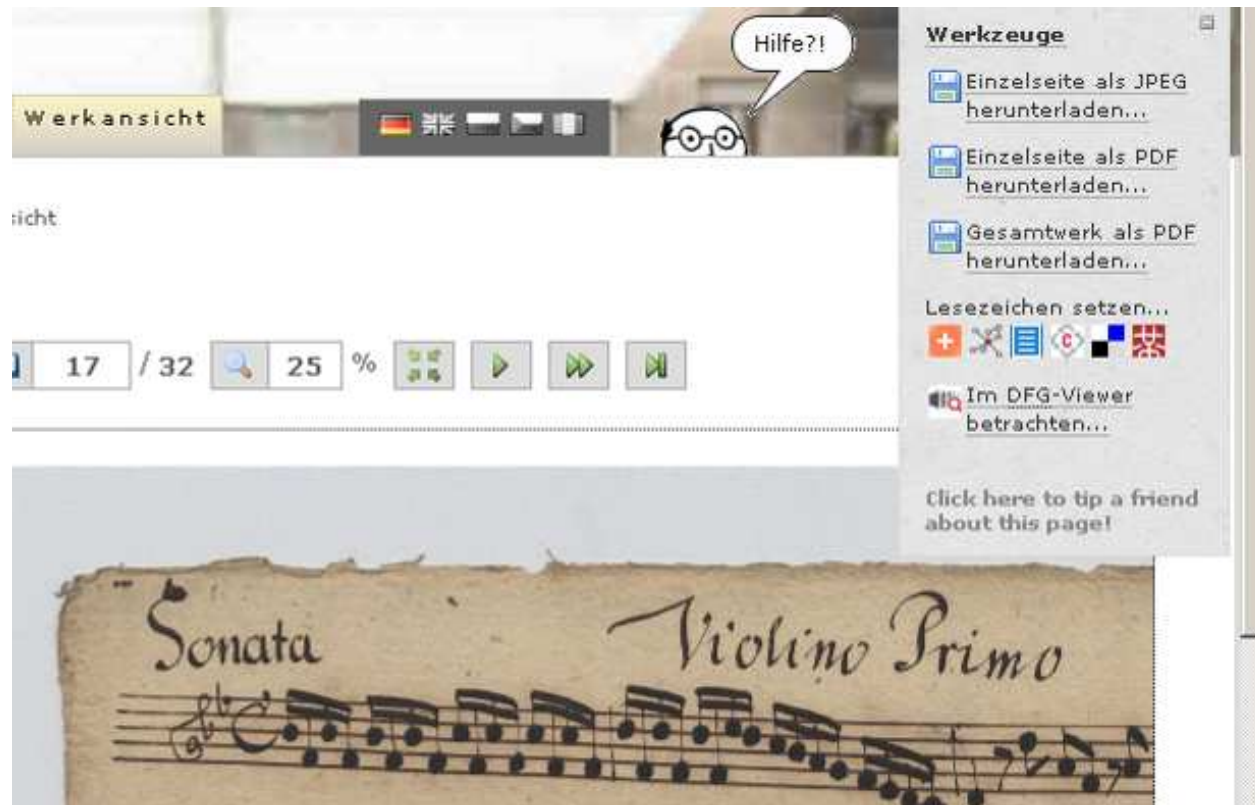 Hilfe?!
Werkansicht
sicht
17 / 32 25 %
Werkzeuge
Einzelseite als JPEG
herunterladen...
Einzelseite als PDF
herunterladen...
Gesamtwerk als PDF
herunterladen...
Lesezeichen setzen...
Im DFG-Viewer
betrachten...
Click here to tip a friend
about this page!
Sonata Violino Primo